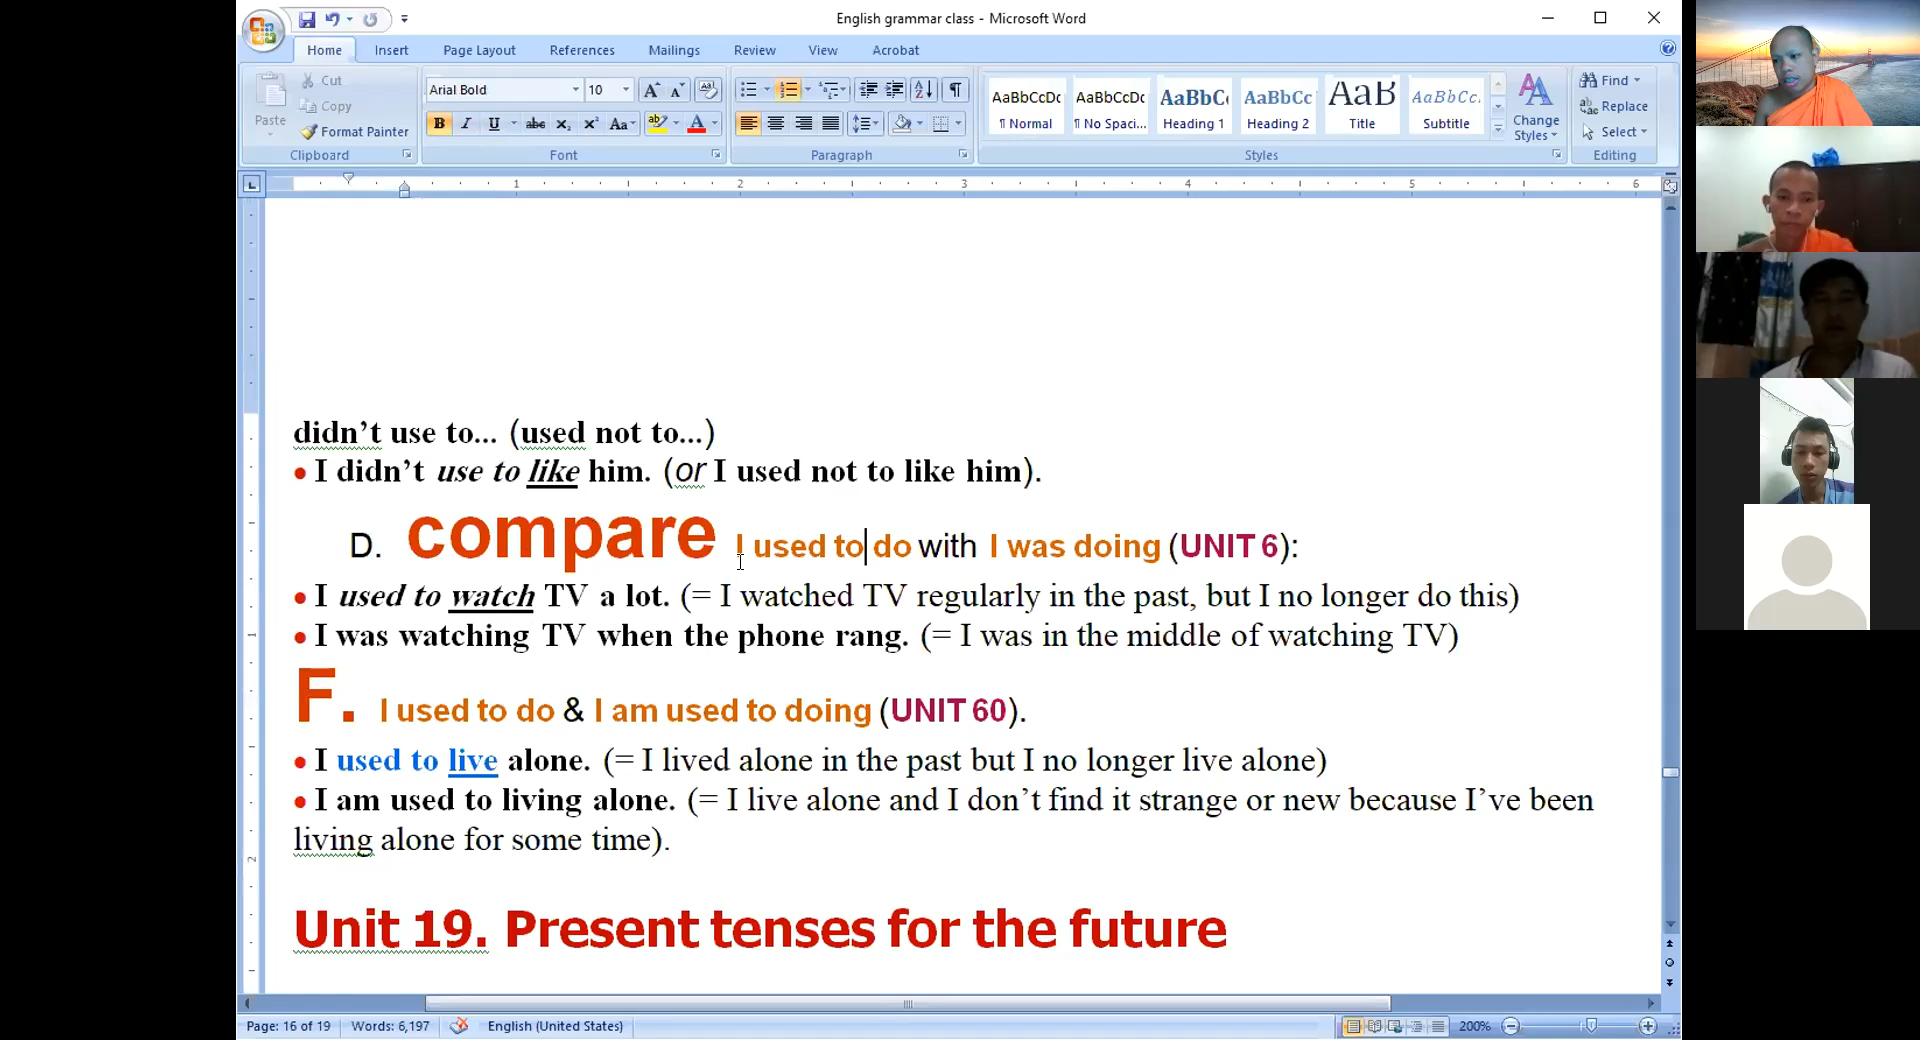 English grammar class - Microsoft Word
Home Insert Page Layout References Mailings Review View Acrobat
Paste
Cut
Copy
Format Painter
Clipboard
Arial Bold 10
Font
Paragraph
AaBbCcDc AaBbCcDc AaBbC AaBbCc AaB AaBbCc.
¶ Normal ¶ No Spaci... Heading 1 Heading 2 Title Subtitle
Change Styles
Styles
Find
Replace
Select
Editing
1 2 3 4 5 6
didn’t use to... (used not to...)
• I didn’t use to like him. (or I used not to like him).
D. compare I used to do with I was doing (UNIT 6):
• I used to watch TV a lot. (= I watched TV regularly in the past, but I no longer do this)
• I was watching TV when the phone rang. (= I was in the middle of watching TV)
F. I used to do & I am used to doing (UNIT 60).
• I used to live alone. (= I lived alone in the past but I no longer live alone)
• I am used to living alone. (= I live alone and I don’t find it strange or new because I’ve been
living alone for some time).
Unit 19. Present tenses for the future
Page: 16 of 19 Words: 6,197 English (United States) 200%